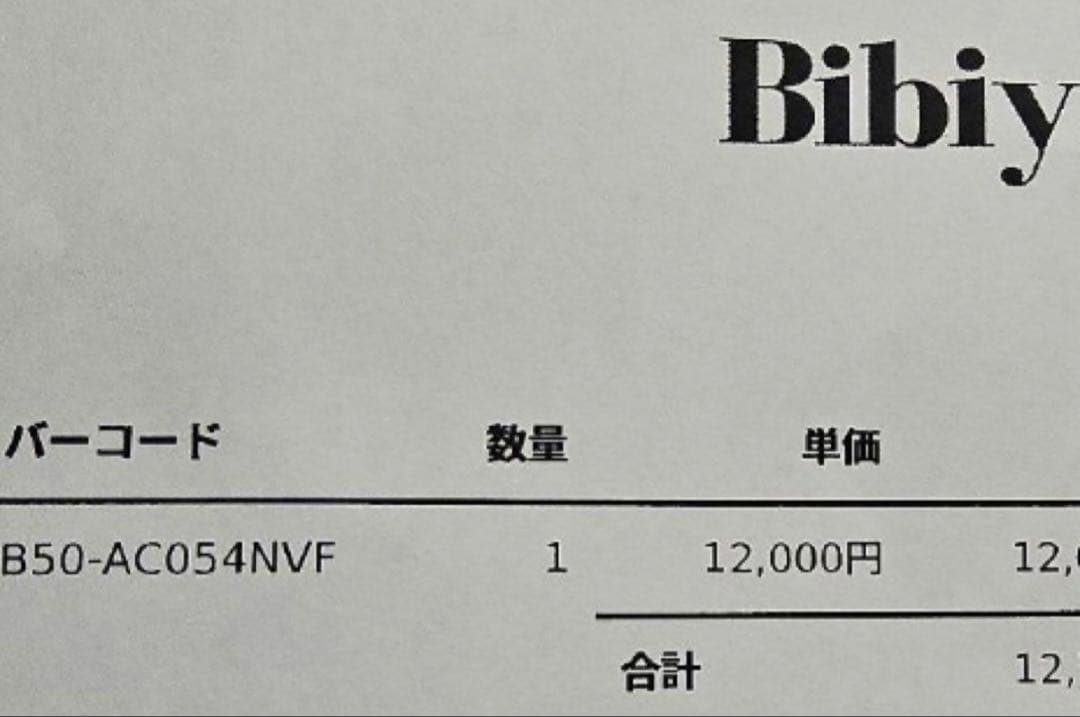 Bibiy
バーコード 数量 単価
B50-AC054NVF 1 12,000円 12,
合計 12,